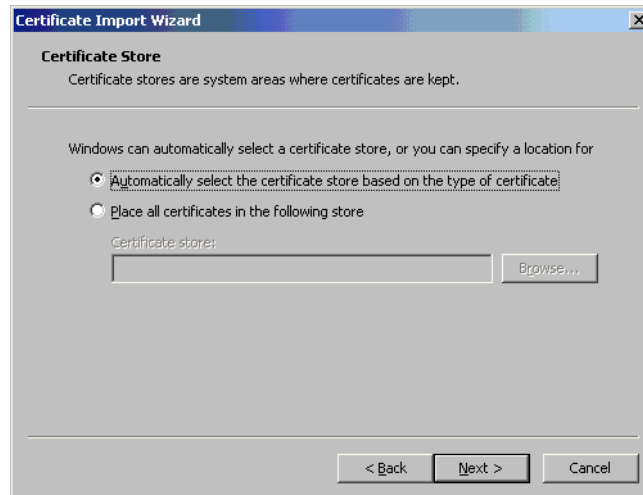 Certificate Import Wizard
Certificate Store
Certificate stores are system areas where certificates are kept.
Windows can automatically select a certificate store, or you can specify a location for
Automatically select the certificate store based on the type of certificate
Place all certificates in the following store
Certificate store:
Browse...
< Back
Next >
Cancel